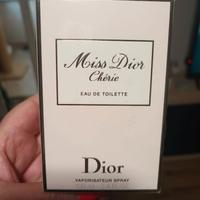 Miss Dior
Chérie
EAU DE TOILETTE
Dior
VAPORISATEUR SPRAY